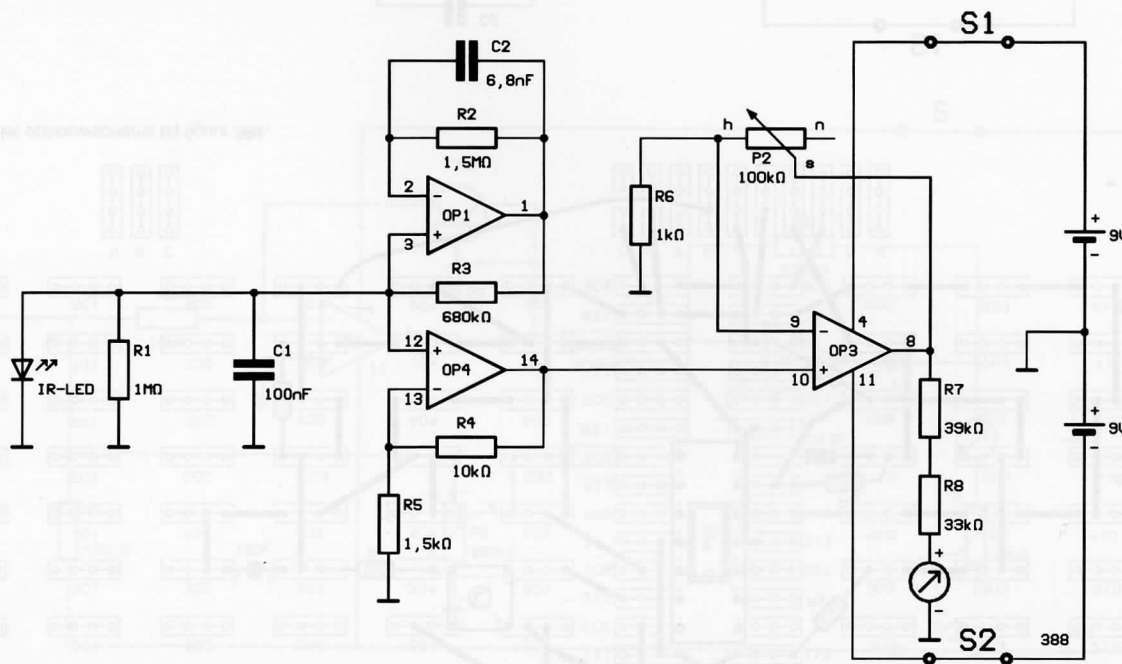 S1
C2
6,8nF
R2
1,5MΩ
2
-
OP1
1
+
3
R3
680kΩ
h
n
P2
s
100kΩ
R6
1kΩ
+
9V
-
IR-LED
R1
1MΩ
C1
100nF
12
+
OP4
14
-
13
R4
10kΩ
R5
1,5kΩ
9
-
4
OP3
8
+
10
11
R7
39kΩ
+
9V
-
R8
33kΩ
+
-
S2
388